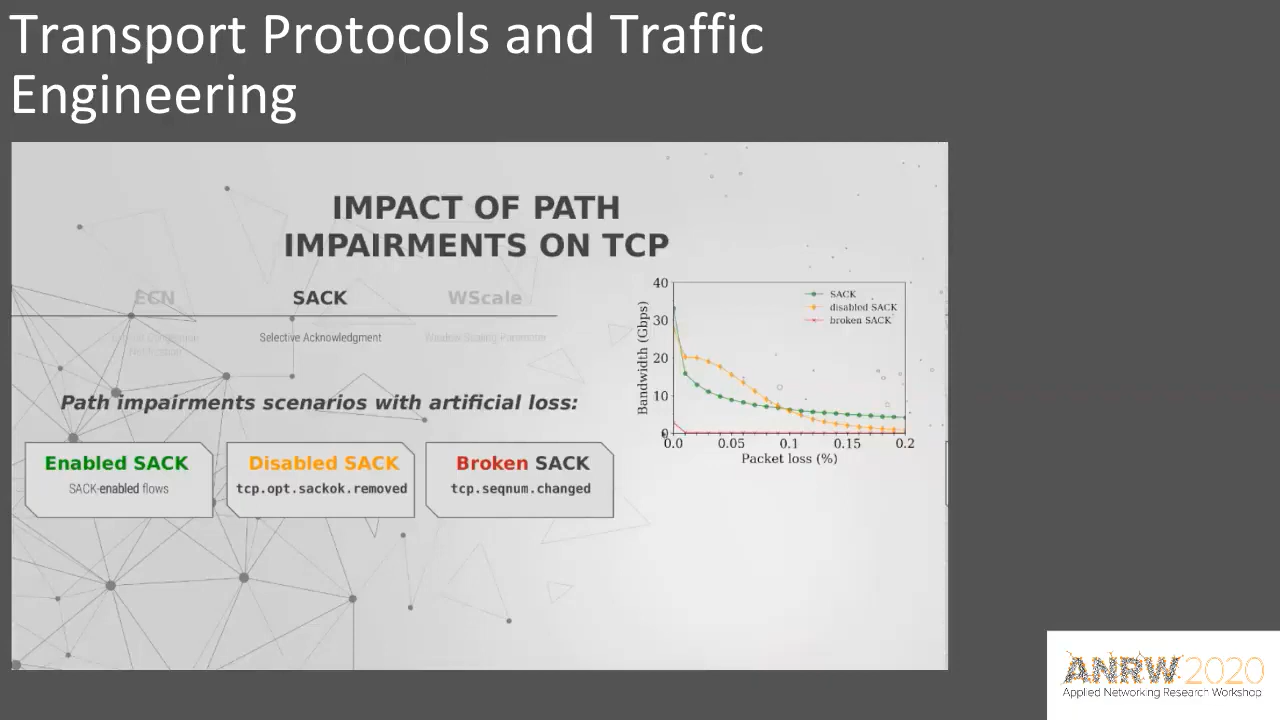 Transport Protocols and Traffic
Engineering
IMPACT OF PATH
IMPAIRMENTS ON TCP
ECN
SACK
WScale
Selective Acknowledgment
Window Scaling Parameter
Path impairments scenarios with artificial loss:
Enabled SACK
SACK-enabled flows
Disabled SACK
tcp.opt.sackok.removed
Broken SACK
tcp.seqnum.changed
40
30
20
10
0
Bandwidth (Gbps)
SACK
disabled SACK
broken SACK
0.0 0.05 0.1 0.15 0.2
Packet loss (%)
ANRW 2020
Applied Networking Research Workshop